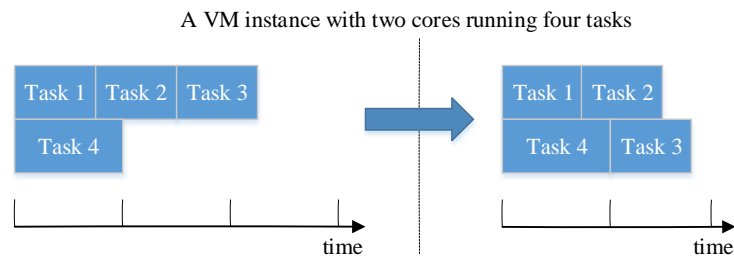 A VM instance with two cores running four tasks
Task 1 Task 2 Task 3
Task 4
time
Task 1 Task 2
Task 4 Task 3
time